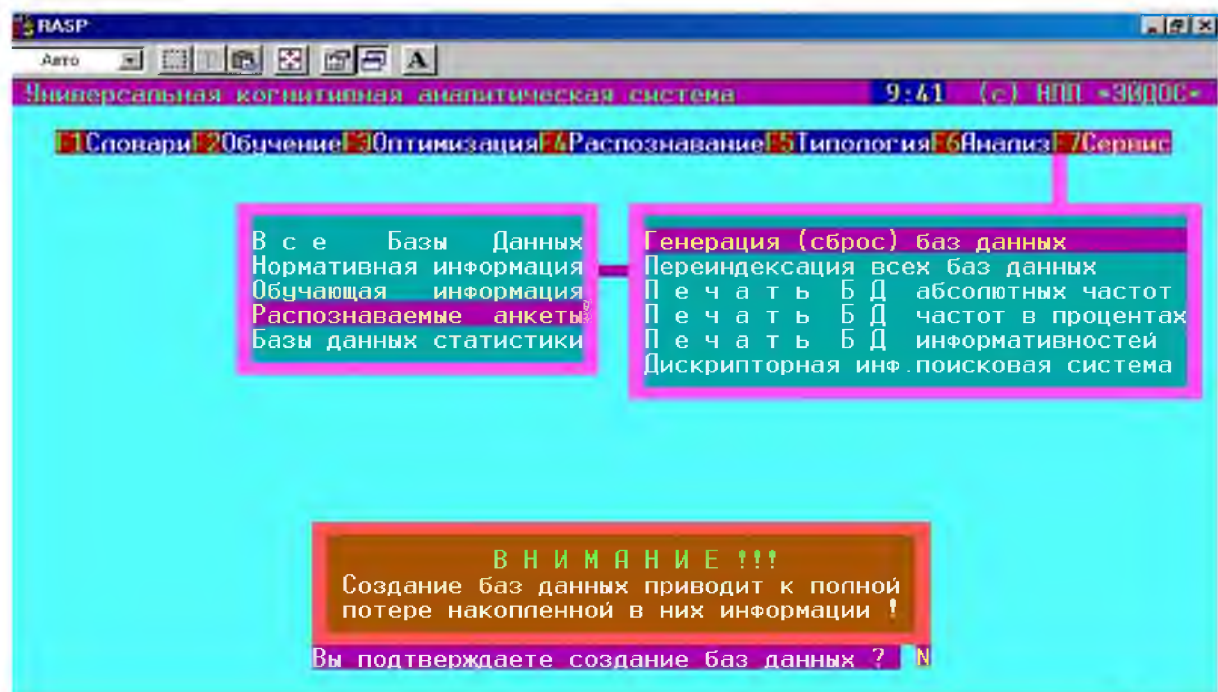 RASP
Авто
Универсальная когнитивная аналитическая система 9:41 (c) НПП *ЭЙДОС*
F1Словари F2Обучение F3Оптимизация F4Распознавание F5Типология F6Анализ F7Сервис
В с е Базы Данных
Нормативная информация
Обучающая информация
Распознаваемые анкеты
Базы данных статистики
Генерация (сброс) баз данных
Переиндексация всех баз данных
П е ч а т ь Б Д абсолютных частот
П е ч а т ь Б Д частот в процентах
П е ч а т ь Б Д информативностей
Дискрипторная инф.поисковая система
В Н И М А Н И Е !!!
Создание баз данных приводит к полной
потере накопленной в них информации !
Вы подтверждаете создание баз данных ? N